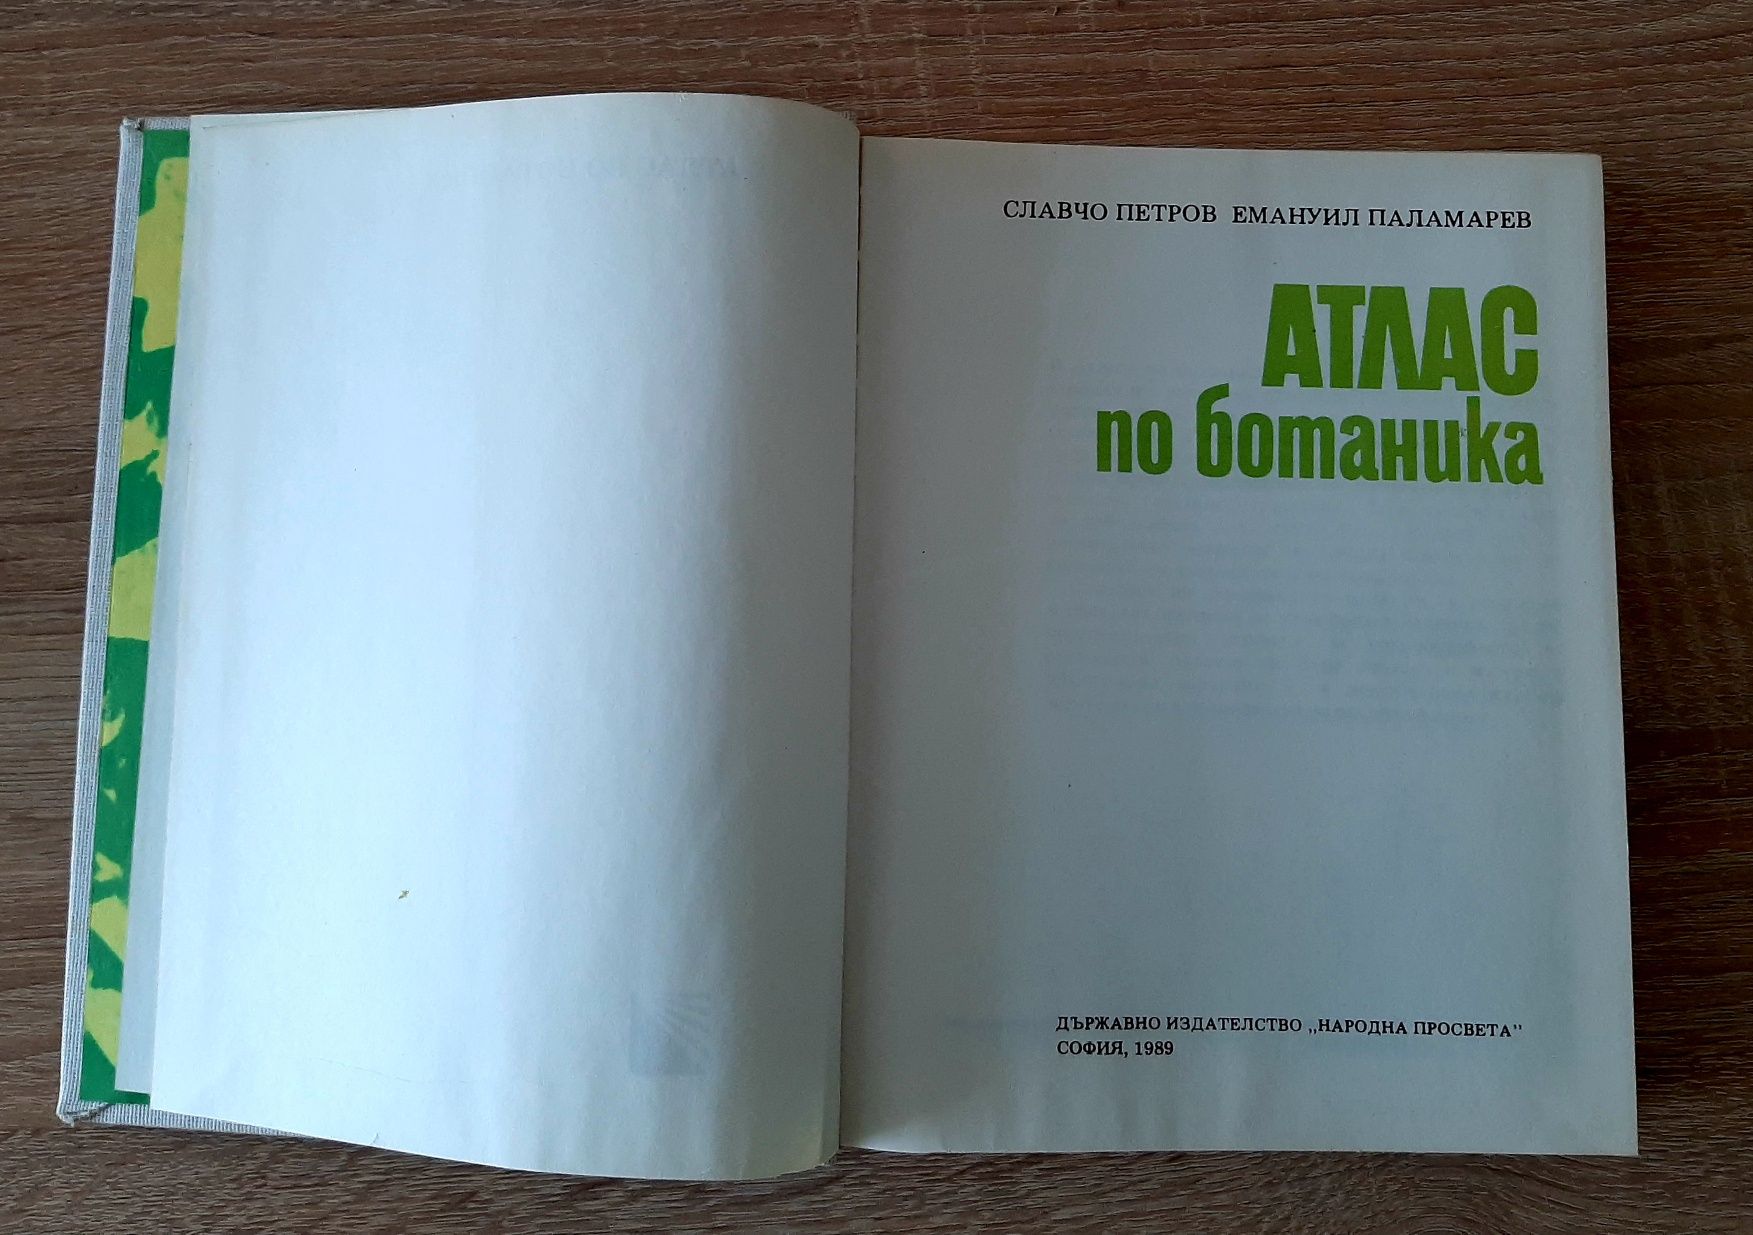 СЛАВЧО ПЕТРОВ ЕМАНУИЛ ПАЛАМАРЕВ
АТЛАС
по ботаника
ДЪРЖАВНО ИЗДАТЕЛСТВО „НАРОДНА ПРОСВЕТА"
СОФИЯ, 1989